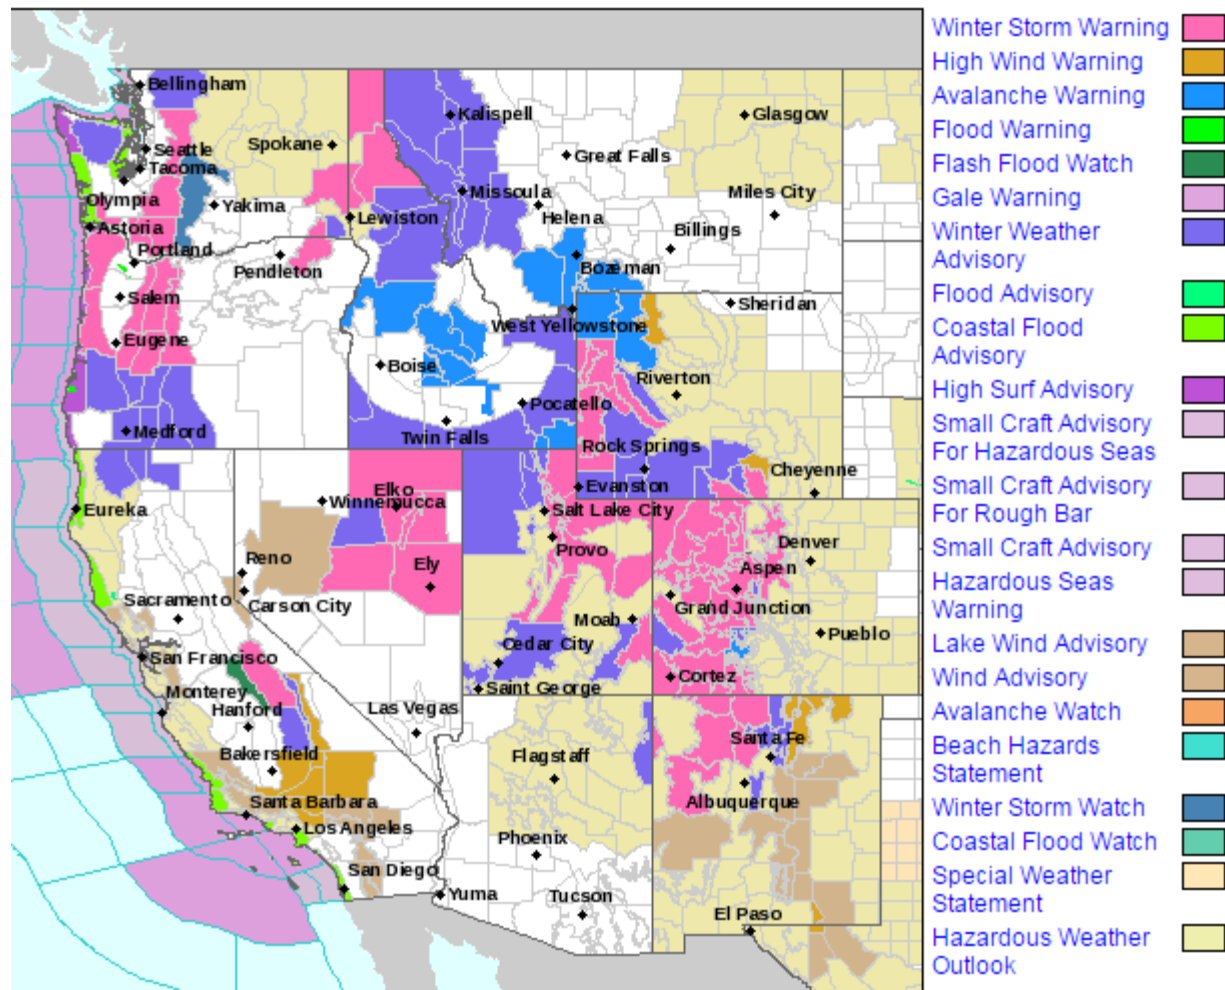 Bellingham
Kalispell
Glasgow
Seattle
Spokane
Great Falls
Tacoma
Missoula
Miles City
Olympia
Yakima
Lewiston
Helena
Astoria
Billings
Portland
Pendleton
Bozeman
Salem
Sheridan
West Yellowstone
Eugene
Boise
Riverton
Pocatello
Medford
Twin Falls
Rock Springs
Cheyenne
Elko
Evanston
Winnemucca
Eureka
Salt Lake City
Provo
Denver
Reno
Ely
Aspen
Sacramento
Carson City
Grand Junction
Moab
Pueblo
Cedar City
San Francisco
Cortez
Saint George
Monterey
Hanford
Las Vegas
Santa Fe
Bakersfield
Flagstaff
Santa Barbara
Albuquerque
Los Angeles
Phoenix
San Diego
Yuma
Tucson
El Paso
Winter Storm Warning
High Wind Warning
Avalanche Warning
Flood Warning
Flash Flood Watch
Gale Warning
Winter Weather
Advisory
Flood Advisory
Coastal Flood
Advisory
High Surf Advisory
Small Craft Advisory
For Hazardous Seas
Small Craft Advisory
For Rough Bar
Small Craft Advisory
Hazardous Seas
Warning
Lake Wind Advisory
Wind Advisory
Avalanche Watch
Beach Hazards
Statement
Winter Storm Watch
Coastal Flood Watch
Special Weather
Statement
Hazardous Weather
Outlook